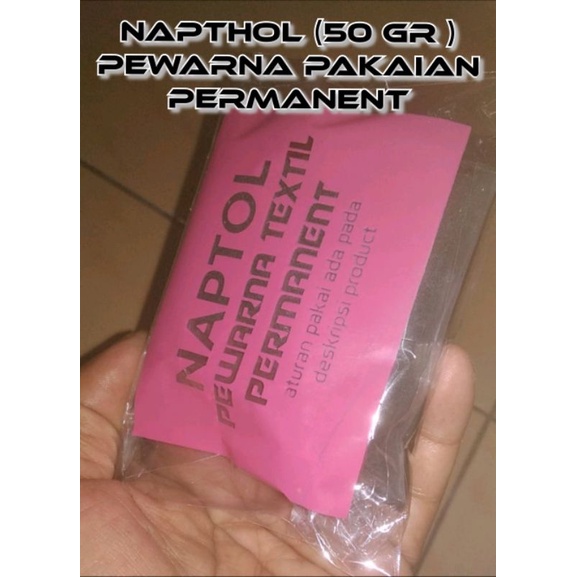 NAPTHOL (50 GR )
PEWARNA PAKAIAN
PERMANENT
NAPTOL
PEWARNA TEXTIL
PERMANENT
aturan pakai ada pada
deskripsi product